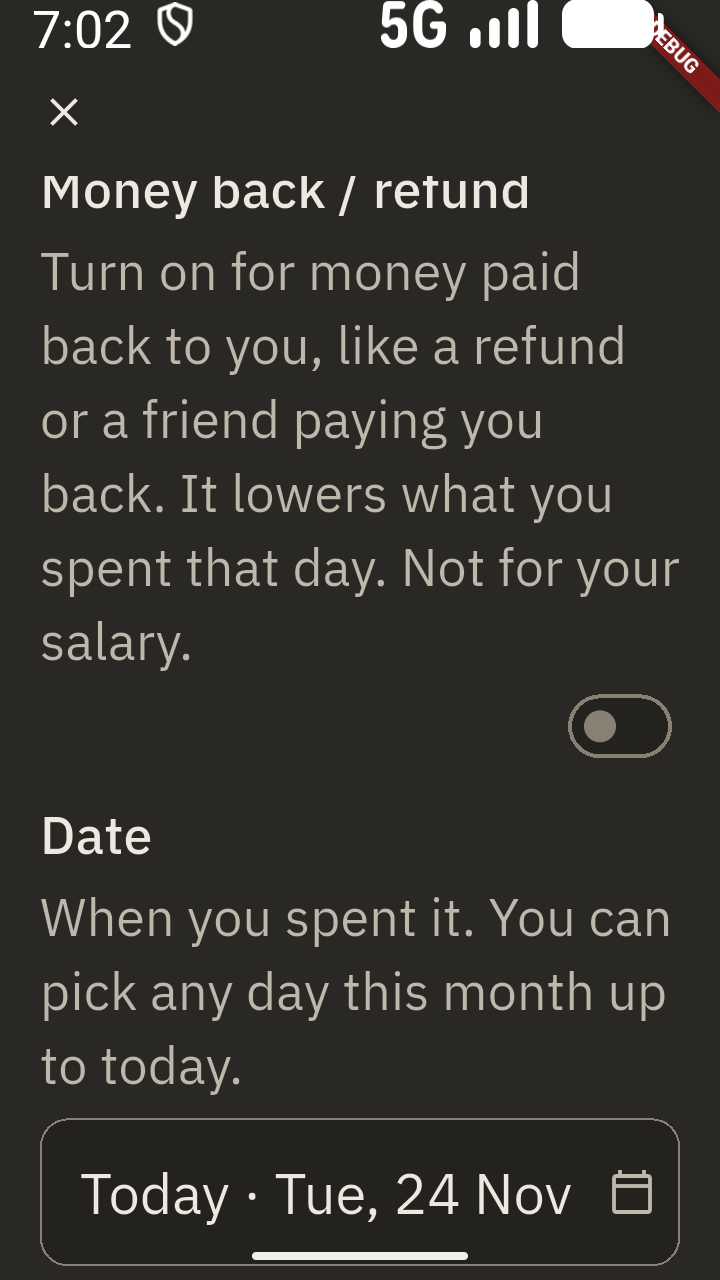 7:02
5G
DEBUG
Money back / refund
Turn on for money paid
back to you, like a refund
or a friend paying you
back. It lowers what you
spent that day. Not for your
salary.
Date
When you spent it. You can
pick any day this month up
to today.
Today · Tue, 24 Nov